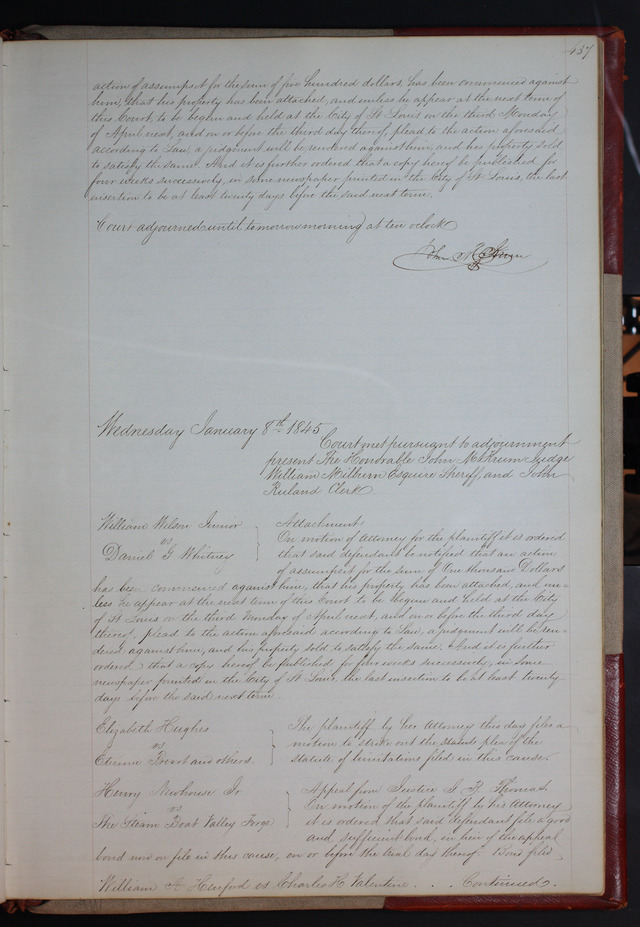 437
action of assumpsit for the sum of five hundred dollars, has been commenced against
him, that his property has been attached, and unless he appear at the next term of
this Court, to be begun and held at the City of St Louis on the third Monday
of April next, and on or before the third day thereof, plead to the action aforesaid
according to Law, a judgment will be rendered against him, and his property sold
to satisfy the same. And it is further ordered that a copy hereof be published for
four weeks successively, in some newspaper printed in the City of St Louis, the last
insertion to be at least twenty days before the said next term.
Court adjourned until tomorrow morning at ten oclock
John M Krum
Wednesday January 8th 1845
Court met pursuant to adjournment
present The Honorable John M Krum Judge
William Milburn Esquire Sheriff, and John
Ruland Clerk
William Wilson Junior
vs
Daniel G Whitney
Attachment
On motion of Attorney for the plaintiff it is ordered
that said defendant be notified that an action
of assumpsit for the sum of One thousand Dollars
has been commenced against him, that his property has been attached, and un=
less he appear at the next term of this Court to be begun and held at the City
of St Louis on the third Monday of April next, and on or before the third day
thereof, plead to the action aforesaid according to Law, a judgment will be ren=
dered against him, and his property sold to satisfy the same. And it is further
ordered, that a copy hereof be published for four weeks successively, in some
newspaper printed in the City of St Louis, the last insertion to be at least twenty
days before the said next term.
Elizabeth Hughes
vs
Etienne Provost and others.
The plaintiff by her Attorney this day files a
motion to strike out the statute plea of the
statute of limitations filed in this cause.
Henry Newhouse Jr
vs
The Steam Boat Valley Forge
Appeal from Justice Thomas.
On motion of the plaintiff by his Attorney
it is ordered that said defendant file a good
and sufficient bond, in lieu of the appeal
bond now on file in this cause, on or before the trial day thereof. Bond filed
William A Hereford vs Charles H Valentine . . . Continued.